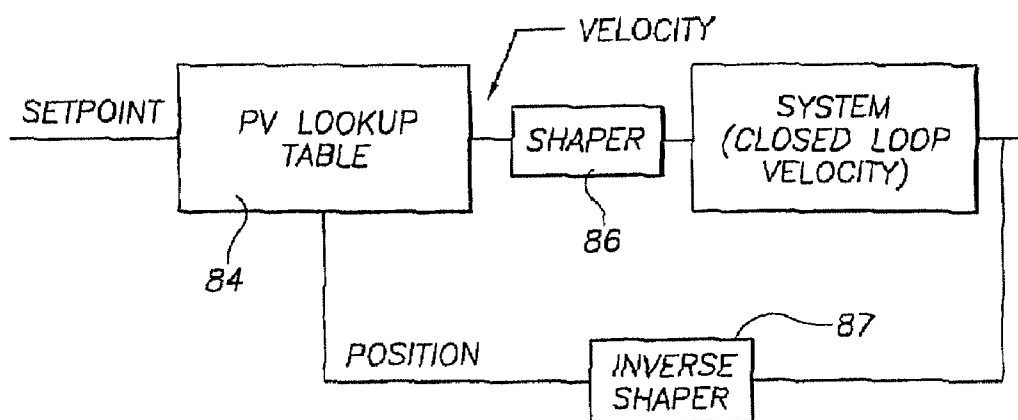 VELOCITY
SETPOINT
PV LOOKUP
TABLE
SHAPER
SYSTEM
(CLOSED LOOP
VELOCITY)
84
86
87
POSITION
INVERSE
SHAPER